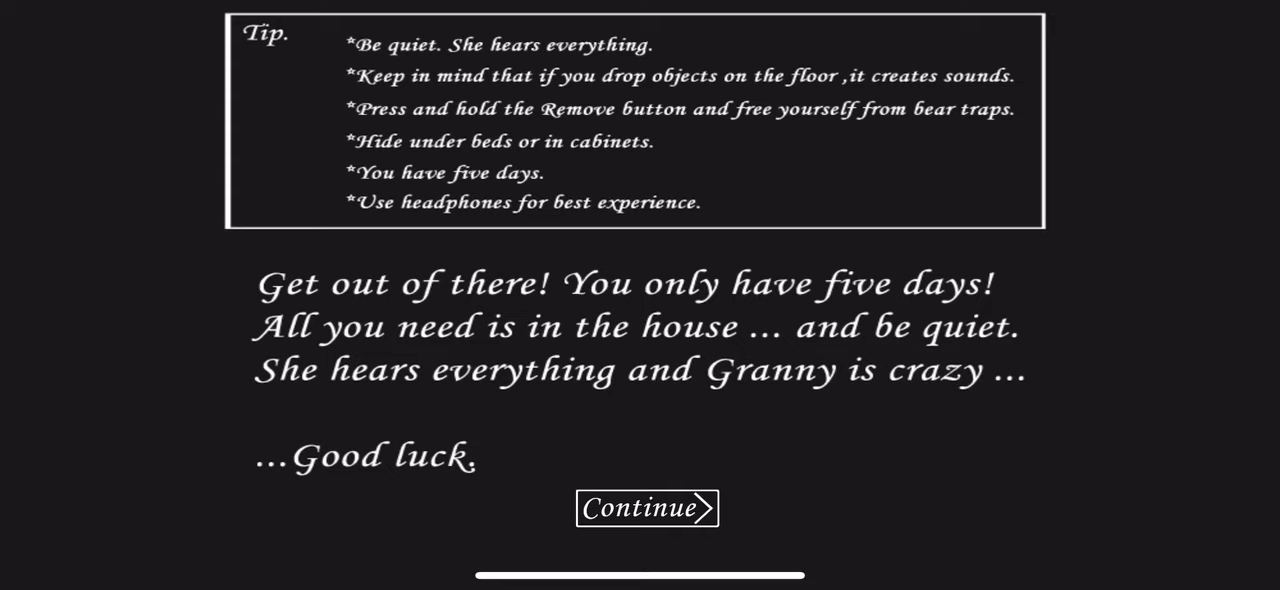 Tip.
*Be quiet. She hears everything.
*Keep in mind that if you drop objects on the floor ,it creates sounds.
*Press and hold the Remove button and free yourself from bear traps.
*Hide under beds or in cabinets.
*You have five days.
*Use headphones for best experience.
Get out of there! You only have five days!
All you need is in the house ... and be quiet.
She hears everything and Granny is crazy ...
...Good luck.
Continue>